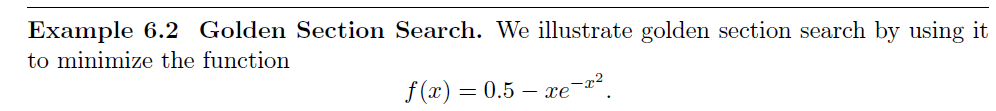 Example 6.2 Golden Section Search. We illustrate golden section search by using it
to minimize the function
f(x) = 0.5 − xe^{−x^2}.